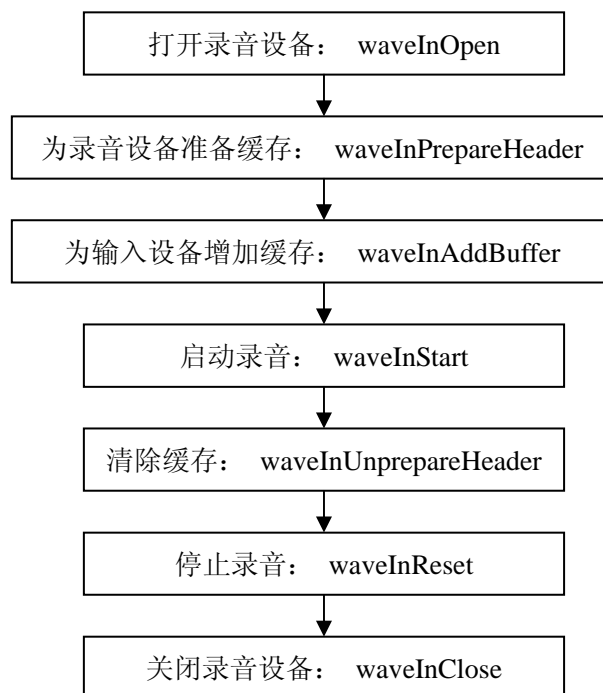 打开录音设备： waveInOpen
为录音设备准备缓存： waveInPrepareHeader
为输入设备增加缓存： waveInAddBuffer
启动录音： waveInStart
清除缓存： waveInUnprepareHeader
停止录音： waveInReset
关闭录音设备： waveInClose